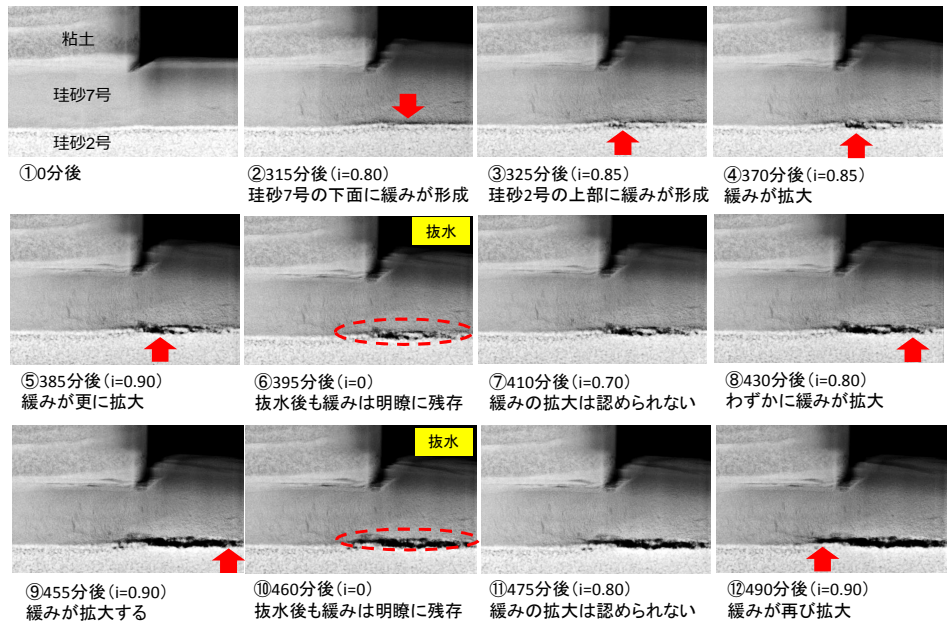 粘土
珪砂7号
珪砂2号
①0分後
②315分後（i=0.80）
珪砂7号の下面に緩みが形成
③325分後（i=0.85）
珪砂2号の上部に緩みが形成
④370分後（i=0.85）
緩みが拡大
⑤385分後（i=0.90）
緩みが更に拡大
抜水
⑥395分後（i=0）
抜水後も緩みは明瞭に残存
⑦410分後（i=0.70）
緩みの拡大は認められない
⑧430分後（i=0.80）
わずかに緩みが拡大
⑨455分後（i=0.90）
緩みが拡大する
抜水
⑩460分後（i=0）
抜水後も緩みは明瞭に残存
⑪475分後（i=0.80）
緩みの拡大は認められない
⑫490分後（i=0.90）
緩みが再び拡大